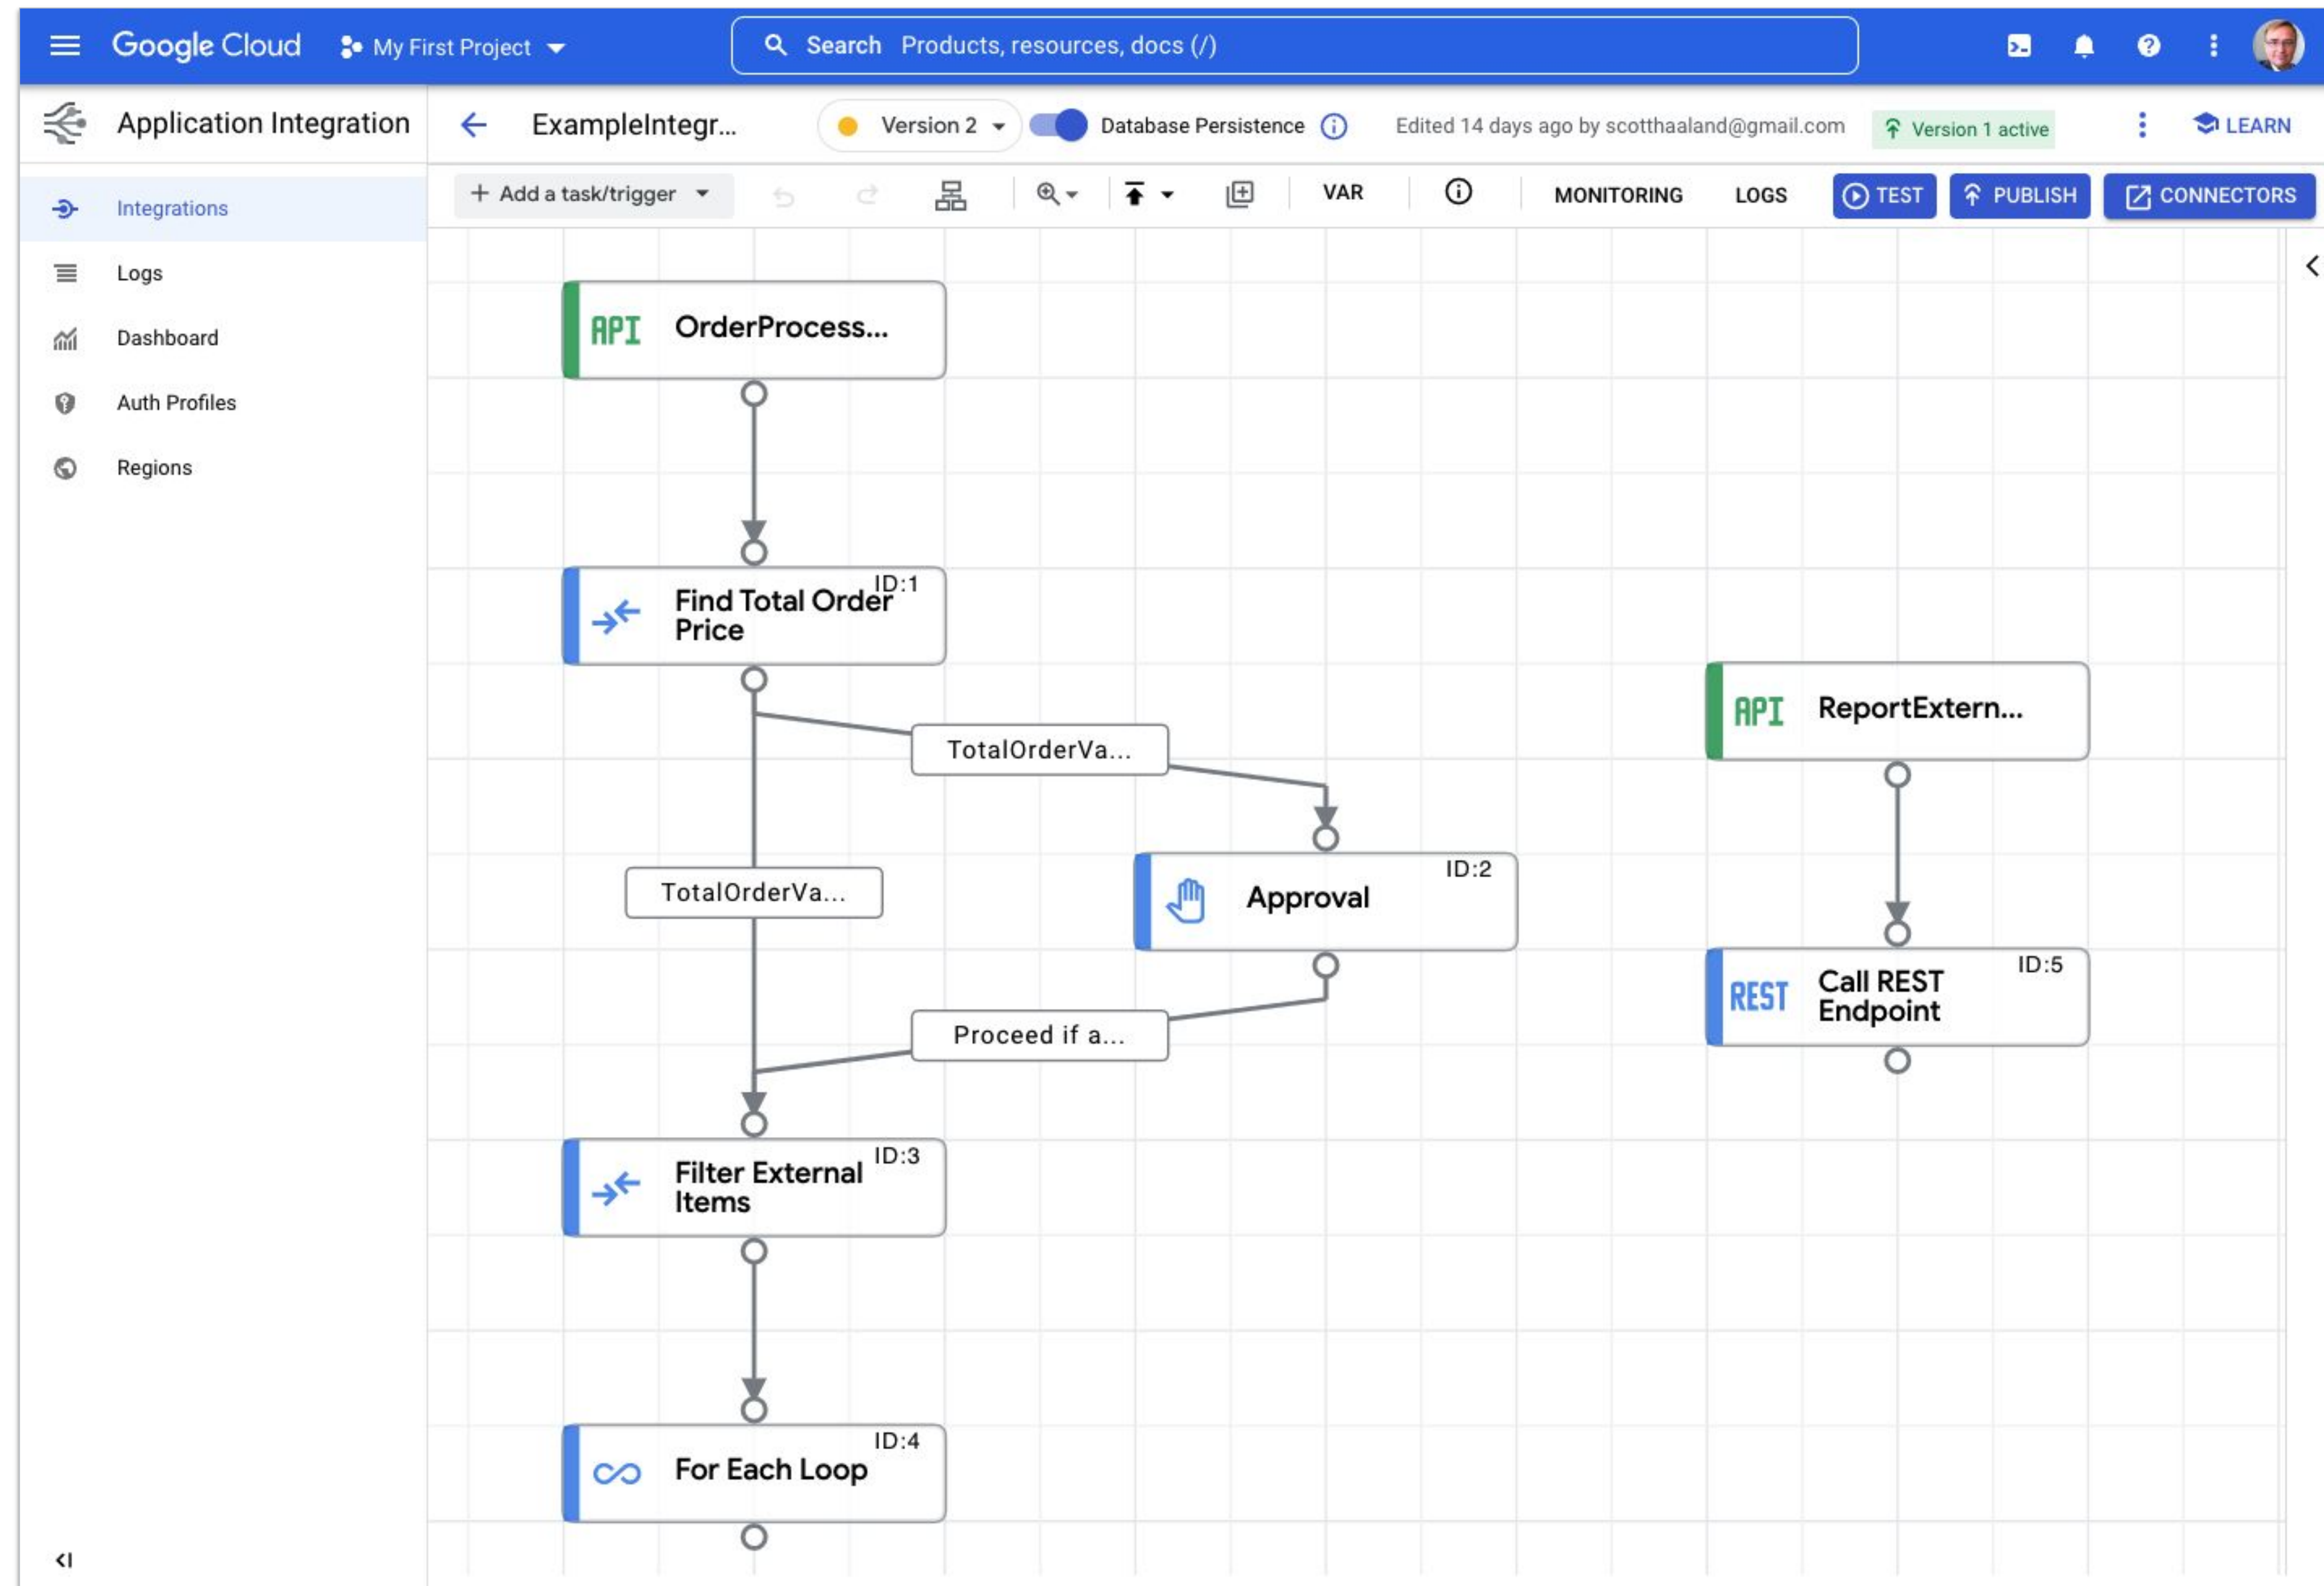 Google Cloud
My First Project
Search Products, resources, docs (/)
Application Integration
ExampleIntegr...
Version 2
Database Persistence
Edited 14 days ago by scotthaaland@gmail.com
Version 1 active
LEARN
+ Add a task/trigger
VAR
MONITORING
LOGS
TEST
PUBLISH
CONNECTORS
Integrations
Logs
Dashboard
Auth Profiles
Regions
API OrderProcess...
ID:1
Find Total Order
Price
TotalOrderVa...
API ReportExtern...
TotalOrderVa...
ID:2
Approval
ID:5
REST
Call REST
Endpoint
Proceed if a...
ID:3
Filter External
Items
ID:4
For Each Loop